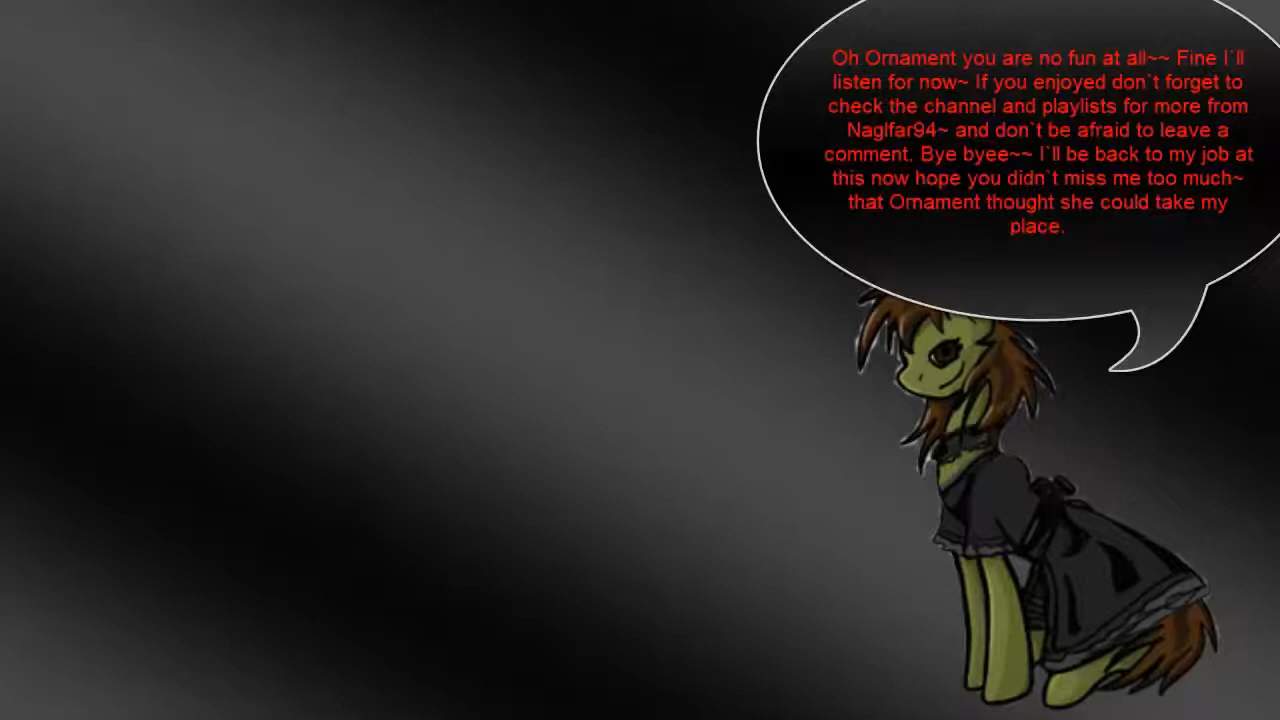 Oh Ornament you are no fun at all~~ Fine I`ll
listen for now~ If you enjoyed don`t forget to
check the channel and playlists for more from
Naglfar94~ and don`t be afraid to leave a
comment. Bye byee~~ I`ll be back to my job at
this now hope you didn`t miss me too much~
that Ornament thought she could take my
place.